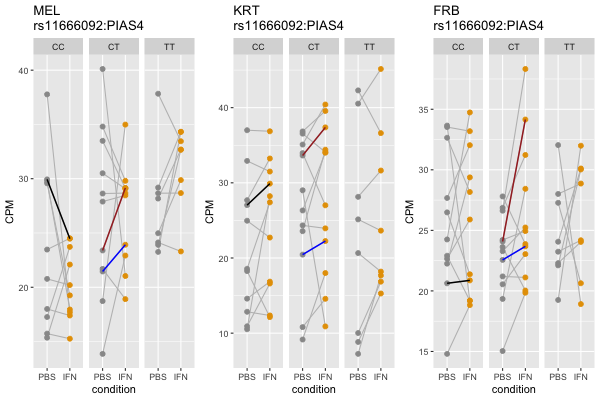 MEL
rs11666092:PIAS4
CC CT TT
CPM
40
30
20
PBS IFN PBS IFN PBS IFN
condition
KRT
rs11666092:PIAS4
CC CT TT
CPM
40
30
20
10
PBS IFN PBS IFN PBS IFN
condition
FRB
rs11666092:PIAS4
CC CT TT
CPM
35
30
25
20
15
PBS IFN PBS IFN PBS IFN
condition